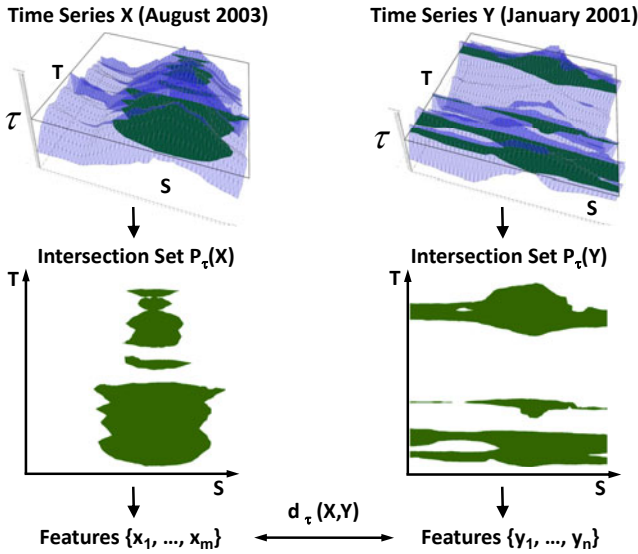 Time Series X (August 2003)
Time Series Y (January 2001)
T
τ
S
T
τ
S
Intersection Set Pτ(X)
Intersection Set Pτ(Y)
T
S
T
S
d τ (X,Y)
Features {x1, ..., xm}
Features {y1, ..., yn}